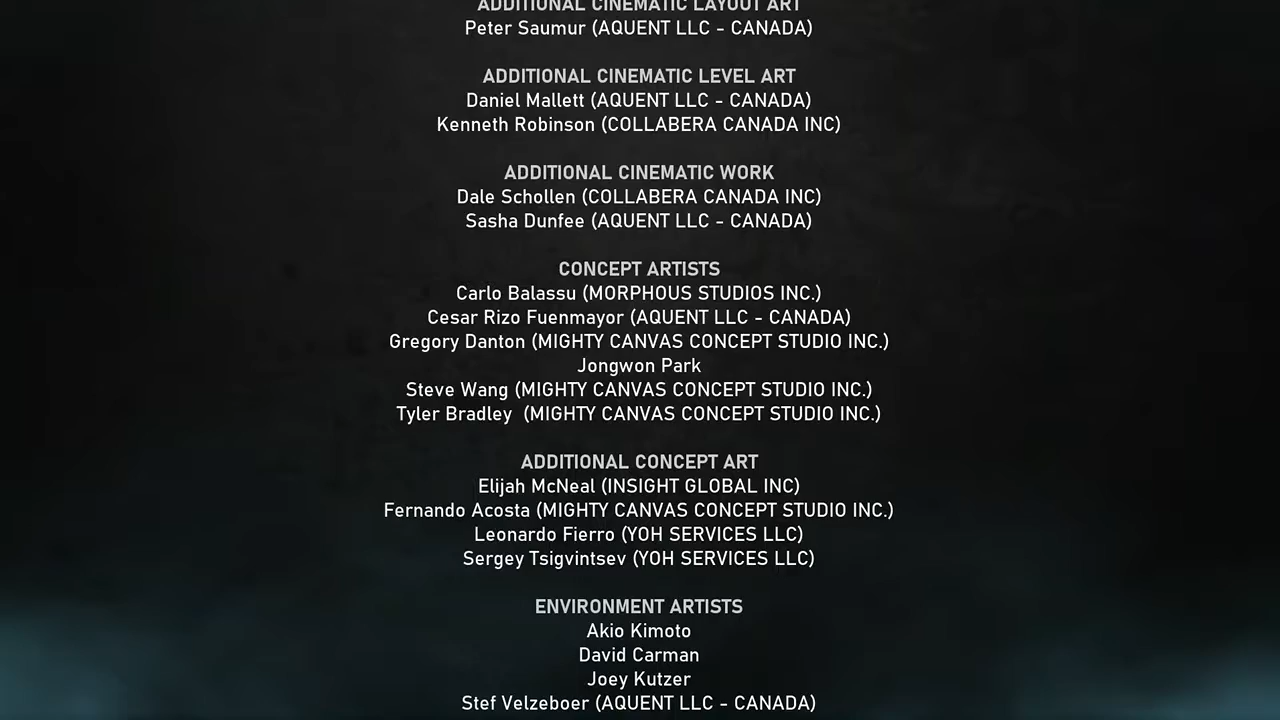 ADDITIONAL CINEMATIC LAYOUT ART
Peter Saumur (AQUENT LLC - CANADA)
ADDITIONAL CINEMATIC LEVEL ART
Daniel Mallett (AQUENT LLC - CANADA)
Kenneth Robinson (COLLABERA CANADA INC)
ADDITIONAL CINEMATIC WORK
Dale Schollen (COLLABERA CANADA INC)
Sasha Dunfee (AQUENT LLC - CANADA)
CONCEPT ARTISTS
Carlo Balassu (MORPHOUS STUDIOS INC.)
Cesar Rizo Fuenmayor (AQUENT LLC - CANADA)
Gregory Danton (MIGHTY CANVAS CONCEPT STUDIO INC.)
Jongwon Park
Steve Wang (MIGHTY CANVAS CONCEPT STUDIO INC.)
Tyler Bradley  (MIGHTY CANVAS CONCEPT STUDIO INC.)
ADDITIONAL CONCEPT ART
Elijah McNeal (INSIGHT GLOBAL INC)
Fernando Acosta (MIGHTY CANVAS CONCEPT STUDIO INC.)
Leonardo Fierro (YOH SERVICES LLC)
Sergey Tsigvintsev (YOH SERVICES LLC)
ENVIRONMENT ARTISTS
Akio Kimoto
David Carman
Joey Kutzer
Stef Velzeboer (AQUENT LLC - CANADA)